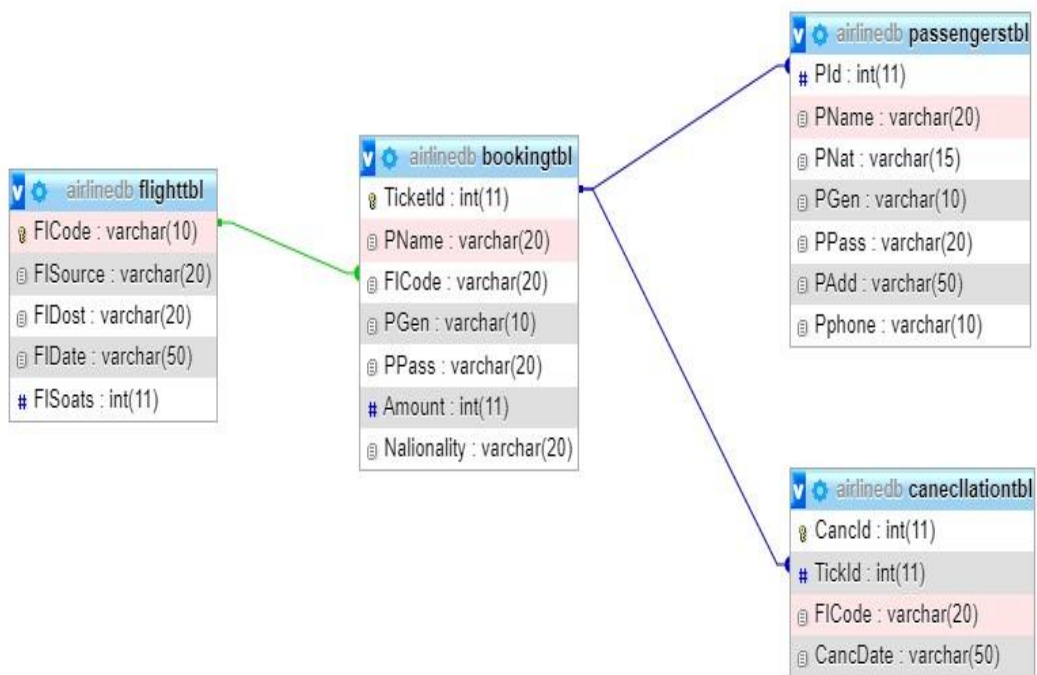 airlinedb flighttbl
FlCode : varchar(10)
FlSource : varchar(20)
FlDost : varchar(20)
FlDate : varchar(50)
FlSoats : int(11)
airlinedb bookingtbl
TicketId : int(11)
PName : varchar(20)
FlCode : varchar(20)
PGen : varchar(10)
PPass : varchar(20)
Amount : int(11)
Nalionality : varchar(20)
airlinedb passengerstbl
PId : int(11)
PName : varchar(20)
PNat : varchar(15)
PGen : varchar(10)
PPass : varchar(20)
PAdd : varchar(50)
Pphone : varchar(10)
airlinedb canecllationtbl
CancId : int(11)
TickId : int(11)
FlCode : varchar(20)
CancDate : varchar(50)